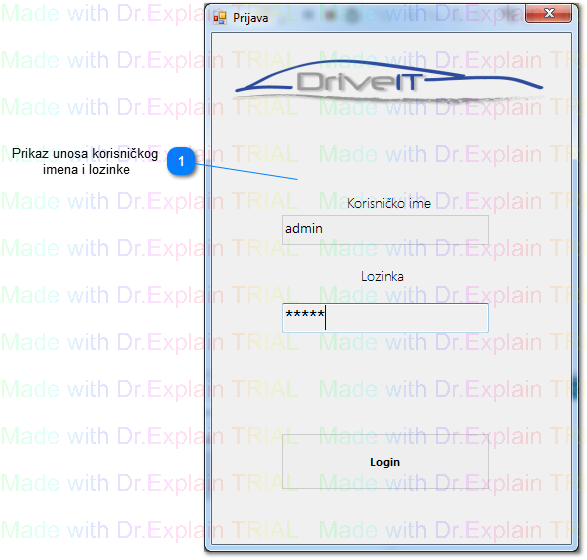 Prijava
DriveIT
Prikaz unosa korisničkog
imena i lozinke
1
Korisničko ime
admin
Lozinka
*****
Login
Made with Dr.Explain TRIAL Made with Dr.Explain TRIAL
Made with Dr.Explain TRIAL Made with Dr.Explain TRIAL
Made with Dr.Explain TRIAL Made with Dr.Explain TRIAL
Made with Dr.Explain TRIAL Made with Dr.Explain TRIAL
Made with Dr.Explain TRIAL Made with Dr.Explain TRIAL
Made with Dr.Explain TRIAL Made with Dr.Explain TRIAL
Made with Dr.Explain TRIAL Made with Dr.Explain TRIAL
Made with Dr.Explain TRIAL Made with Dr.Explain TRIAL
Made with Dr.Explain TRIAL Made with Dr.Explain TRIAL
Made with Dr.Explain TRIAL Made with Dr.Explain TRIAL
Made with Dr.Explain TRIAL Made with Dr.Explain TRIAL
Made with Dr.Explain TRIAL Made with Dr.Explain TRIAL